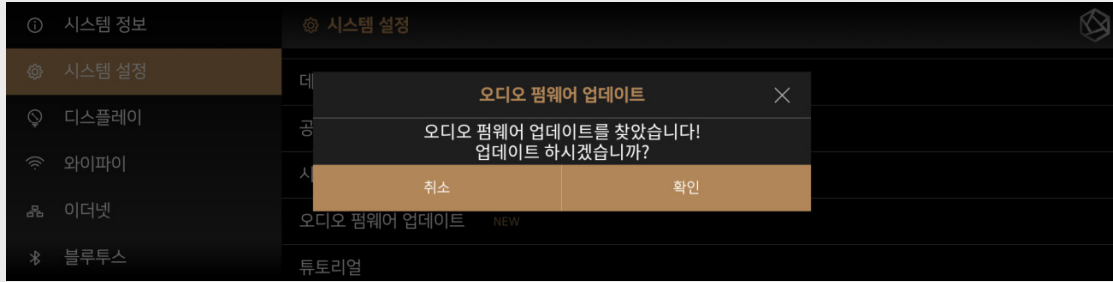 시스템 정보
시스템 설정
시스템 설정
디스플레이
와이파이
이더넷
블루투스
데
공
시
오디오 펌웨어 업데이트
오디오 펌웨어 업데이트를 찾았습니다!
업데이트 하시겠습니까?
취소
확인
오디오 펌웨어 업데이트 NEW
튜토리얼